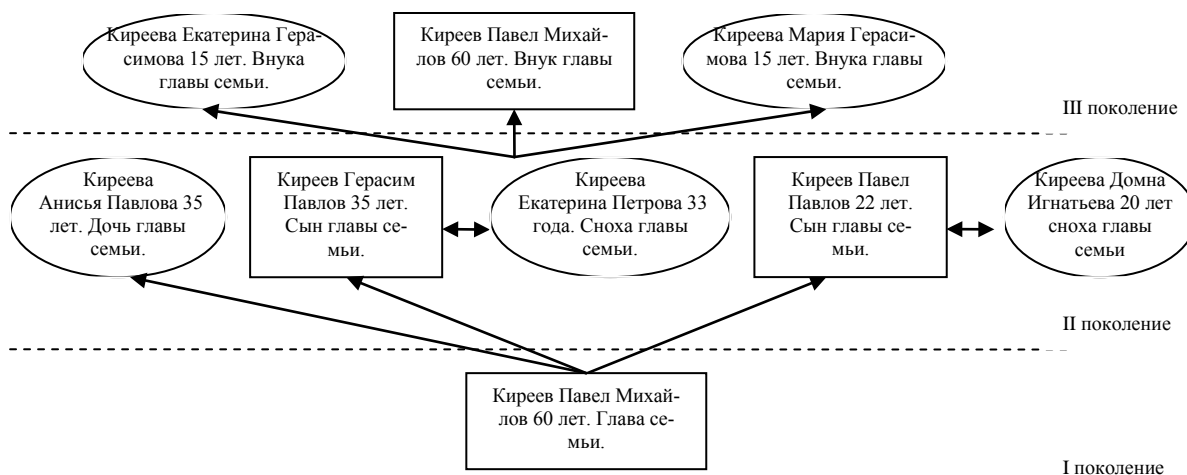 Киреева Екатерина Гера-
симова 15 лет. Внука
главы семьи.
Киреев Павел Михай-
лов 60 лет. Внук главы
семьи.
Киреева Мария Гераси-
мова 15 лет. Внука главы
семьи.
III поколение
Киреева
Анисья Павлова 35
лет. Дочь главы
семьи.
Киреев Герасим
Павлов 35 лет.
Сын главы се-
мьи.
Киреева
Екатерина Петрова 33
года. Сноха главы
семьи.
Киреев Павел
Павлов 22 лет.
Сын главы се-
мьи.
Киреева Домна
Игнатьева 20 лет
сноха главы
семьи
II поколение
Киреев Павел Михай-
лов 60 лет. Глава се-
мьи.
I поколение